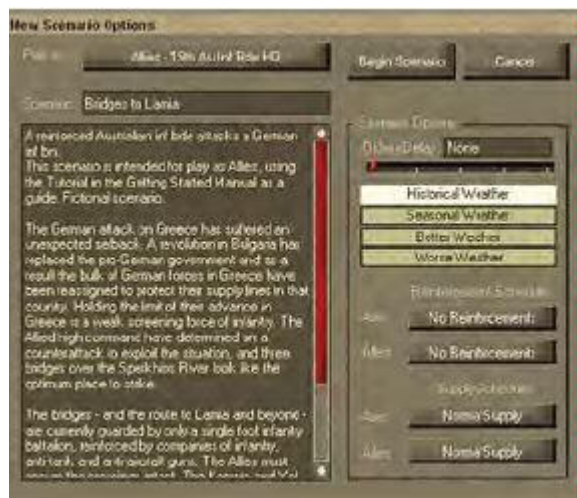 New Scenario Options
Play as:
Allies - 19th Aus Inf Bde HQ
Begin Scenario
Cancel
Scenario:
Bridges to Lamia
A reinforced Australian inf bde attacks a German
inf bn.
This scenario is intended for play as Allies, using
the Tutorial in the Getting Started Manual as a
guide. Fictional scenario.
The German attack on Greece has suffered an
unexpected setback. A revolution in Bulgaria has
replaced the pro-German government and as a
result the bulk of German forces in Greece have
been reassigned to protect their supply lines in that
country. Holding the limit of their advance in
Greece is a weak screening force of infantry. The
Allied high command have determined on a
counterattack to exploit the situation, and three
bridges over the Sperkhios River look like the
optimum place to strike.
The bridges - and the route to Lamia and beyond -
are currently guarded by only a single foot infantry
battalion, reinforced by companies of infantry,
anti-tank and anti-aircraft guns. The Allies must
Scenario Options
Orders Delay:
None
Historical Weather
Seasonal Weather
Better Weather
Worse Weather
Reinforcement Schedule
Axis:
No Reinforcements
Allies:
No Reinforcements
Supply Schedule
Axis:
Normal Supply
Allies:
Normal Supply